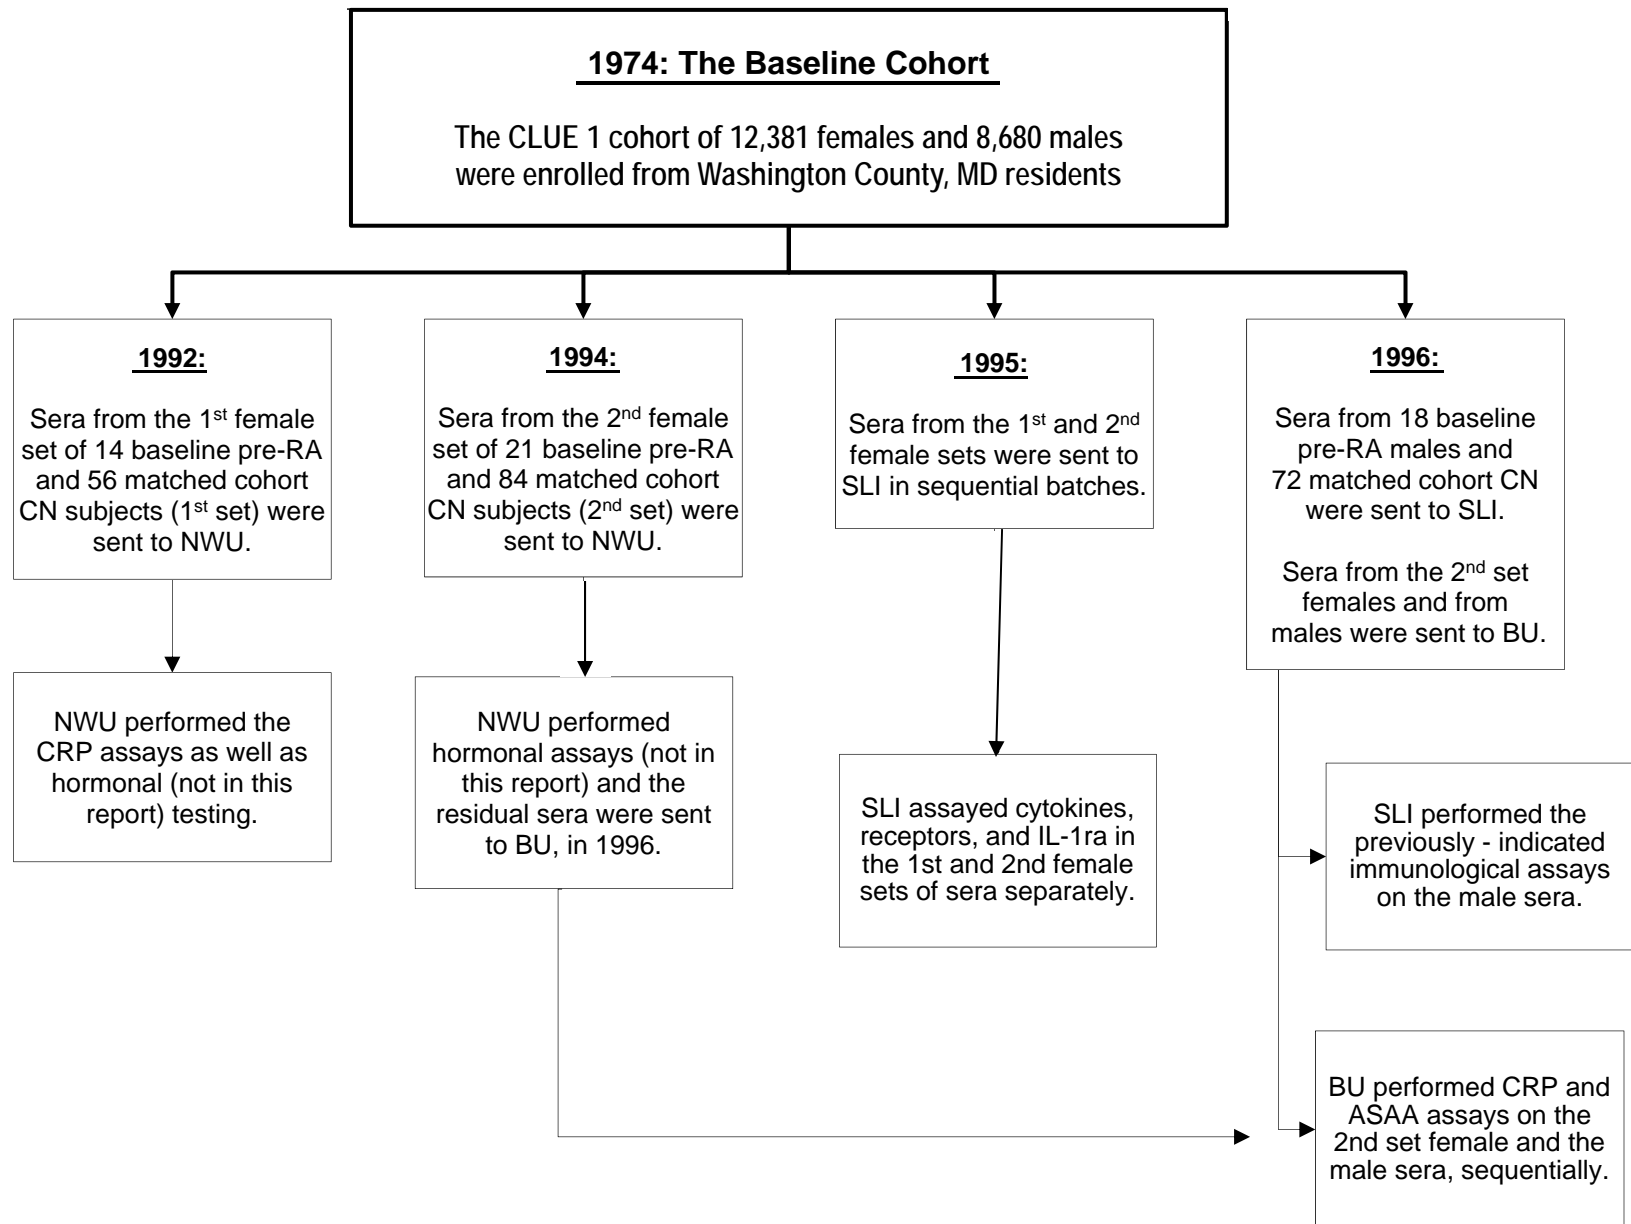 1974: The Baseline Cohort
The CLUE 1 cohort of 12,381 females and 8,680 males
were enrolled from Washington County, MD residents
1992:
Sera from the 1st female
set of 14 baseline pre-RA
and 56 matched cohort
CN subjects (1st set) were
sent to NWU.
1994:
Sera from the 2nd female
set of 21 baseline pre-RA
and 84 matched cohort
CN subjects (2nd set) were
sent to NWU.
1995:
Sera from the 1st and 2nd
female sets were sent to
SLI in sequential batches.
1996:
Sera from 18 baseline
pre-RA males and
72 matched cohort CN
were sent to SLI.
Sera from the 2nd set
females and from
males were sent to BU.
NWU performed the
CRP assays as well as
hormonal (not in this
report) testing.
NWU performed
hormonal assays (not in
this report) and the
residual sera were sent
to BU, in 1996.
SLI assayed cytokines,
receptors, and IL-1ra in
the 1st and 2nd female
sets of sera separately.
SLI performed the
previously - indicated
immunological assays
on the male sera.
BU performed CRP and
ASAA assays on the
2nd set female and the
male sera, sequentially.